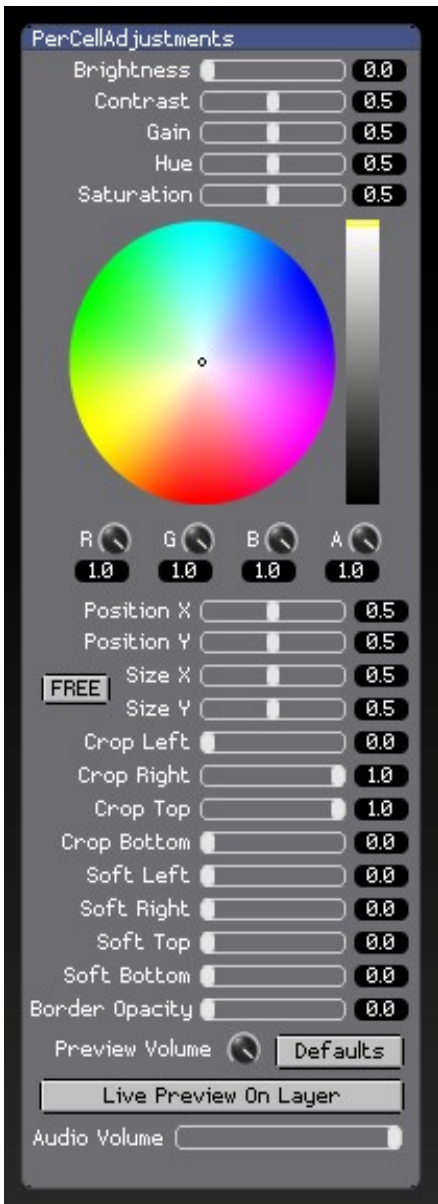 PerCellAdjustments
Brightness 0.0
Contrast 0.5
Gain 0.5
Hue 0.5
Saturation 0.5
R G B A
1.0 1.0 1.0 1.0
Position X 0.5
Position Y 0.5
FREE
Size X 0.5
Size Y 0.5
Crop Left 0.0
Crop Right 1.0
Crop Top 1.0
Crop Bottom 0.0
Soft Left 0.0
Soft Right 0.0
Soft Top 0.0
Soft Bottom 0.0
Border Opacity 0.0
Preview Volume Defaults
Live Preview On Layer
Audio Volume